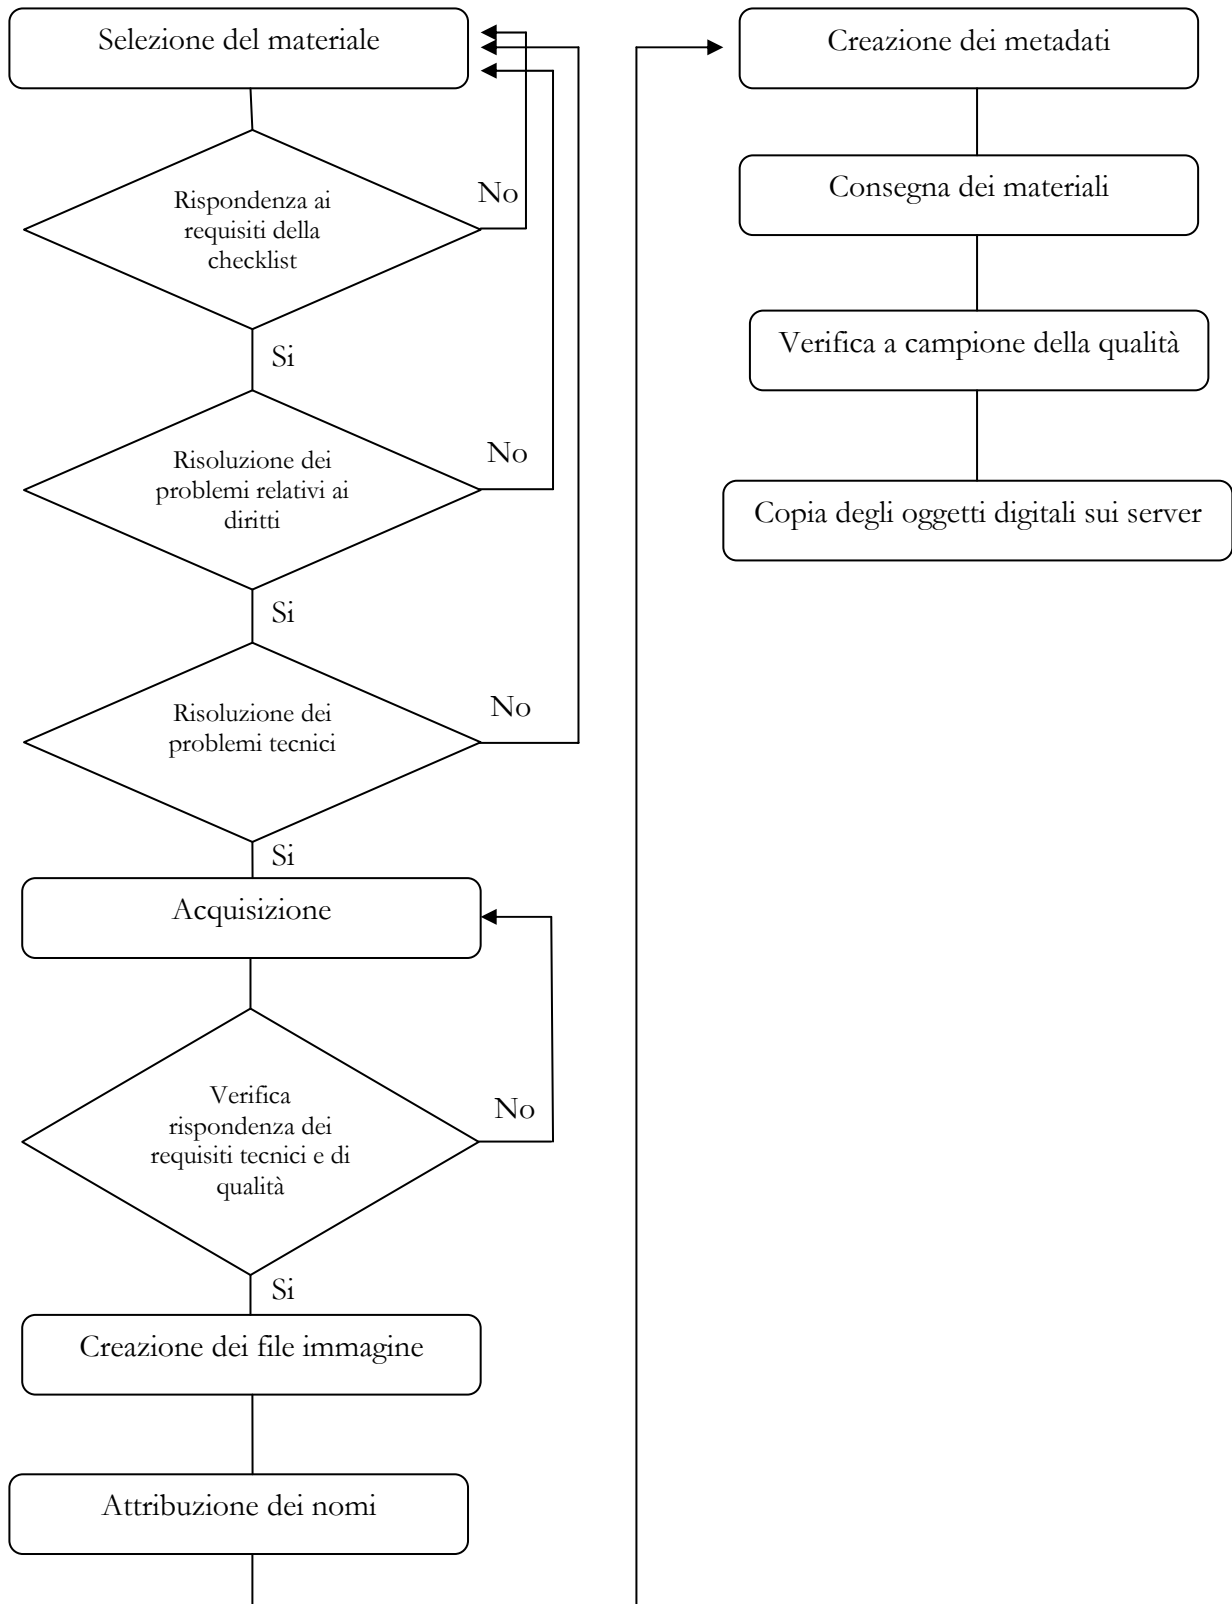 Selezione del materiale
Rispondenza ai
requisiti della
checklist
No
Si
Risoluzione dei
problemi relativi ai
diritti
No
Si
Risoluzione dei
problemi tecnici
No
Si
Acquisizione
Verifica
rispondenza dei
requisiti tecnici e di
qualità
No
Si
Creazione dei file immagine
Attribuzione dei nomi
Creazione dei metadati
Consegna dei materiali
Verifica a campione della qualità
Copia degli oggetti digitali sui server